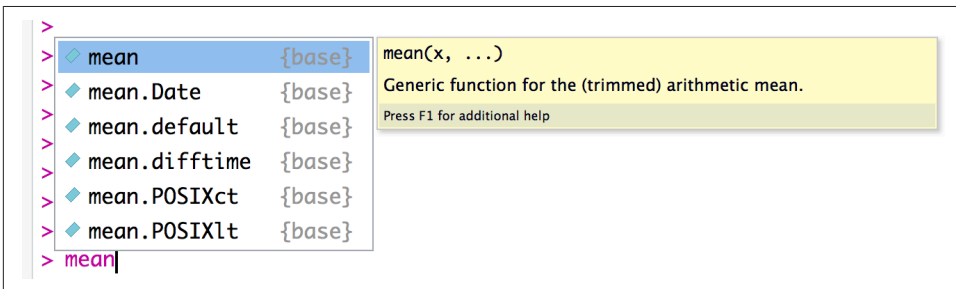 >
> mean {base}
> mean.Date {base}
> mean.default {base}
> mean.difftime {base}
> mean.POSIXct {base}
> mean.POSIXlt {base}
> mean
mean(x, ...)
Generic function for the (trimmed) arithmetic mean.
Press F1 for additional help